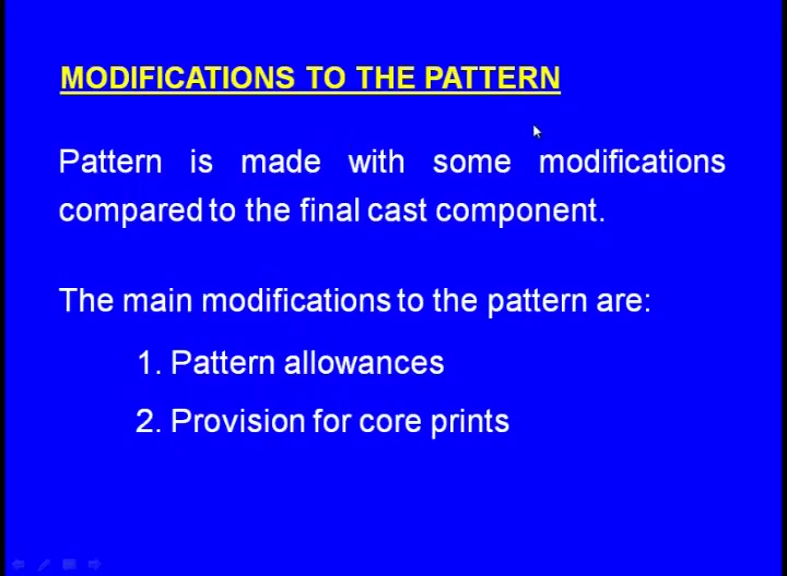 MODIFICATIONS TO THE PATTERN
Pattern is made with some modifications
compared to the final cast component.
The main modifications to the pattern are:
1. Pattern allowances
2. Provision for core prints